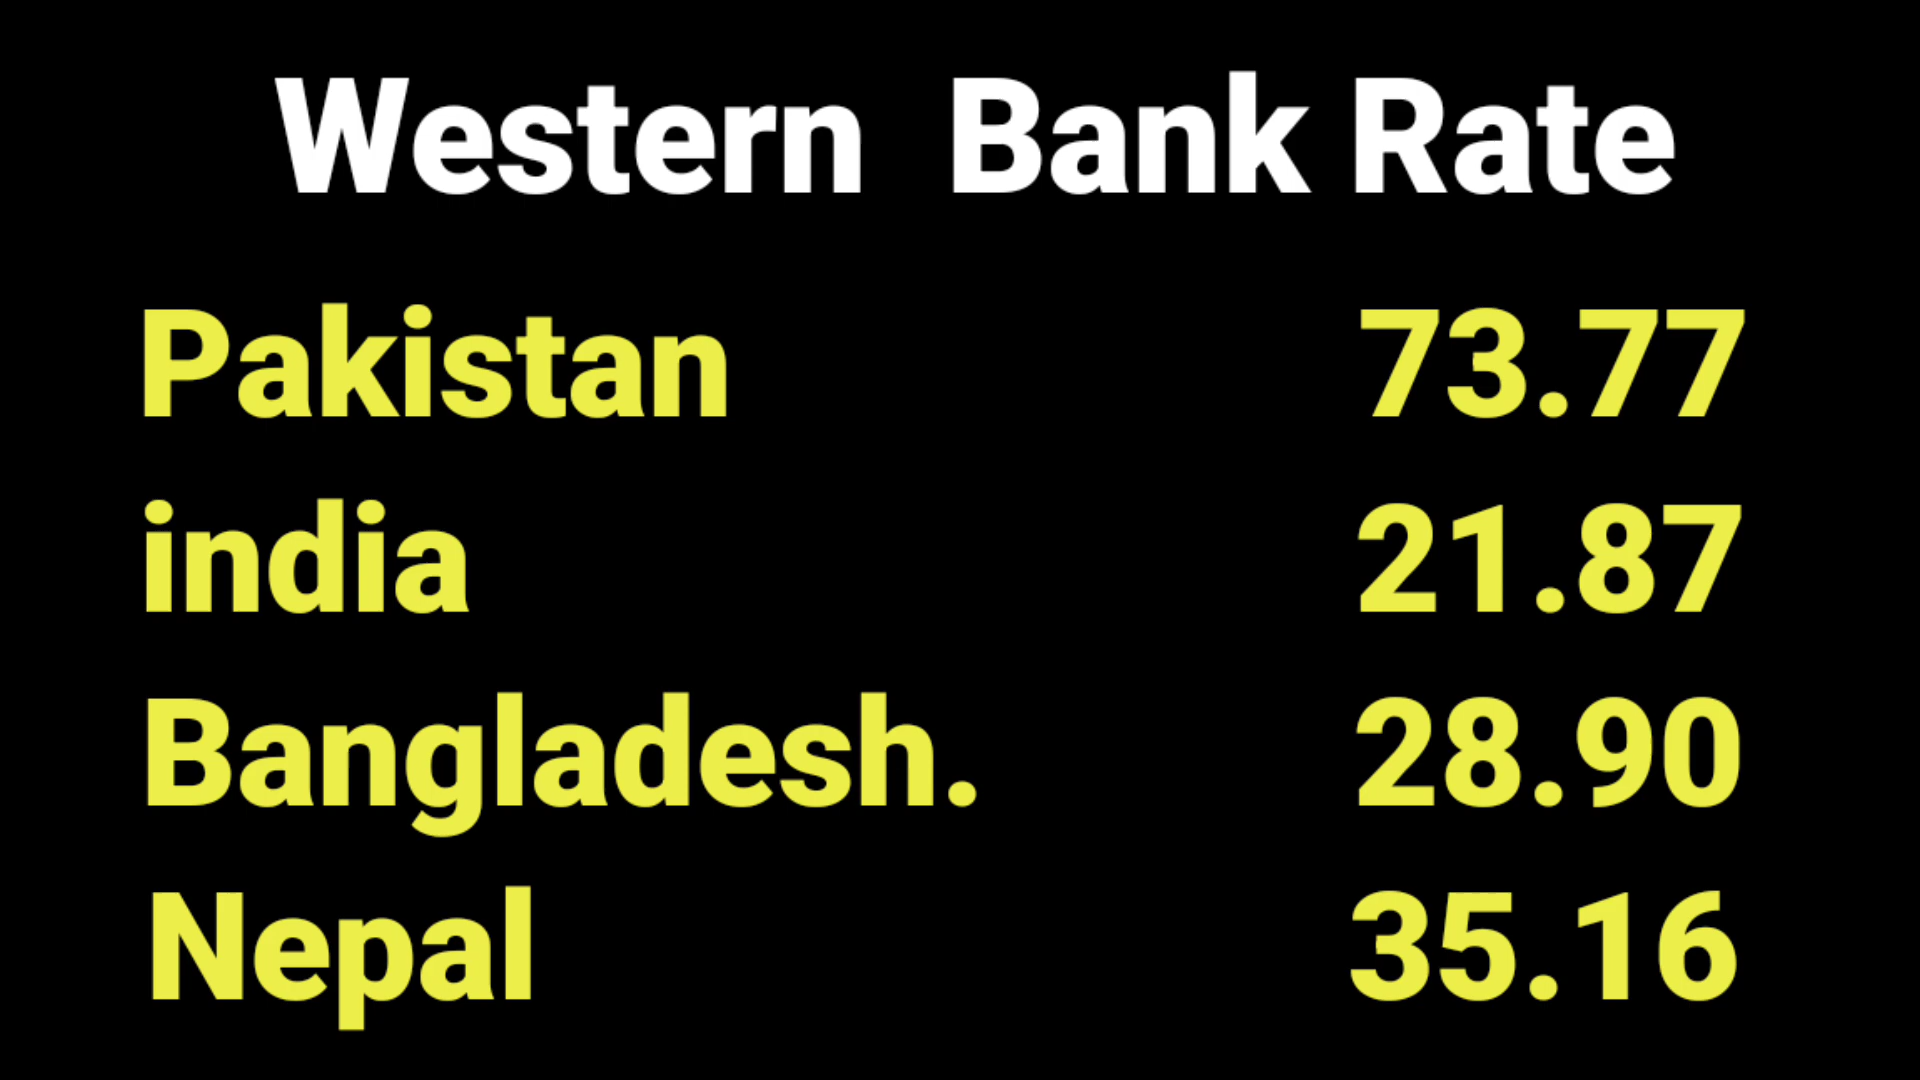 Western Bank Rate
Pakistan 73.77
india 21.87
Bangladesh. 28.90
Nepal 35.16